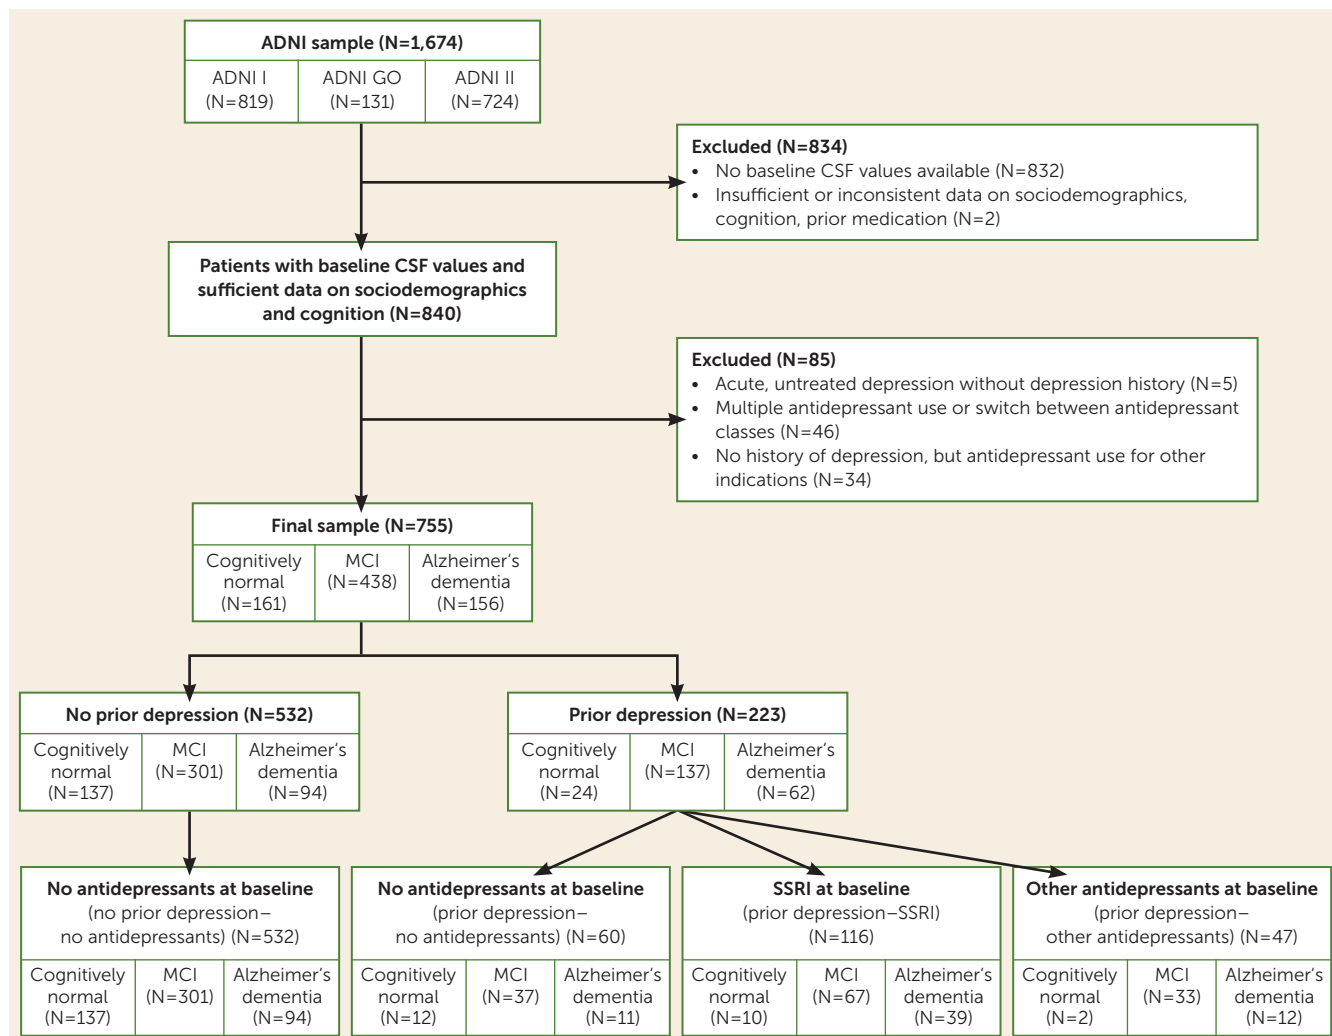 ADNI sample (N=1,674)
ADNI I
(N=819)
ADNI GO
(N=131)
ADNI II
(N=724)
Excluded (N=834)
• No baseline CSF values available (N=832)
• Insufficient or inconsistent data on sociodemographics,
cognition, prior medication (N=2)
Patients with baseline CSF values and
sufficient data on sociodemographics
and cognition (N=840)
Excluded (N=85)
• Acute, untreated depression without depression history (N=5)
• Multiple antidepressant use or switch between antidepressant
classes (N=46)
• No history of depression, but antidepressant use for other
indications (N=34)
Final sample (N=755)
Cognitively
normal
(N=161)
MCI
(N=438)
Alzheimer's
dementia
(N=156)
No prior depression (N=532)
Cognitively
normal
(N=137)
MCI
(N=301)
Alzheimer's
dementia
(N=94)
Prior depression (N=223)
Cognitively
normal
(N=24)
MCI
(N=137)
Alzheimer's
dementia
(N=62)
No antidepressants at baseline
(no prior depression–
no antidepressants) (N=532)
Cognitively
normal
(N=137)
MCI
(N=301)
Alzheimer's
dementia
(N=94)
No antidepressants at baseline
(prior depression–
no antidepressants) (N=60)
Cognitively
normal
(N=12)
MCI
(N=37)
Alzheimer's
dementia
(N=11)
SSRI at baseline
(prior depression–SSRI)
(N=116)
Cognitively
normal
(N=10)
MCI
(N=67)
Alzheimer's
dementia
(N=39)
Other antidepressants at baseline
(prior depression–
other antidepressants) (N=47)
Cognitively
normal
(N=2)
MCI
(N=33)
Alzheimer's
dementia
(N=12)